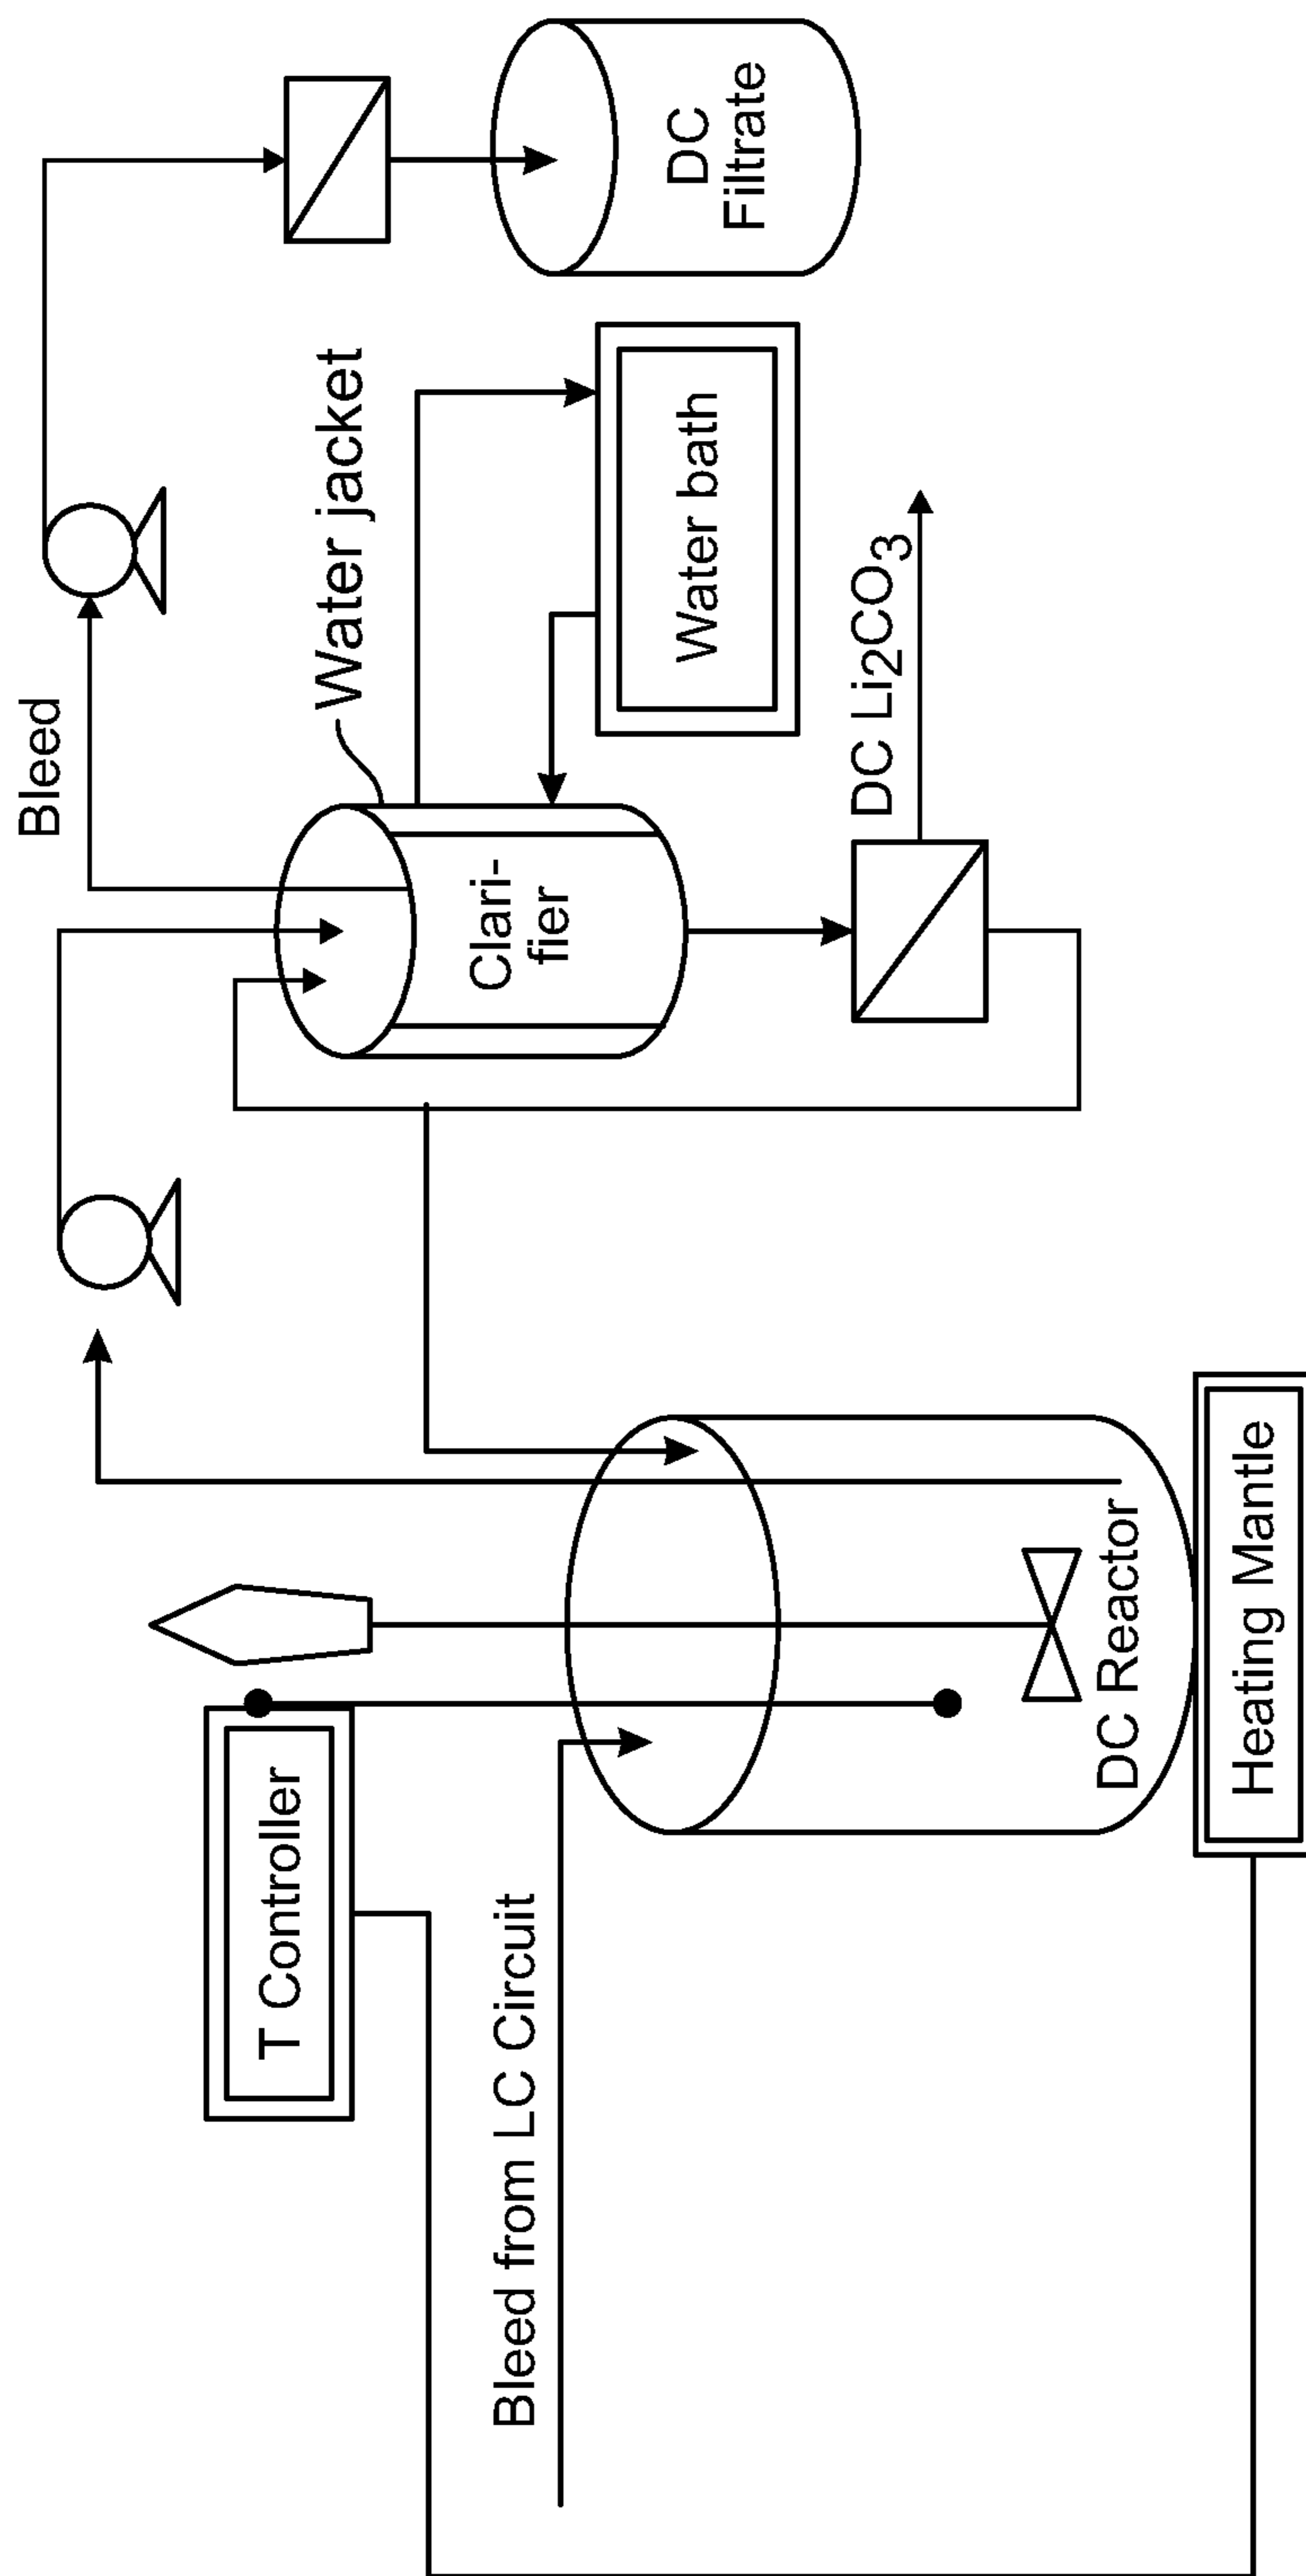 T Controller
Bleed from LC Circuit
DC Reactor
Heating Mantle
Bleed
Water jacket
Clari-
fier
Water bath
DC Li2CO3
DC
Filtrate